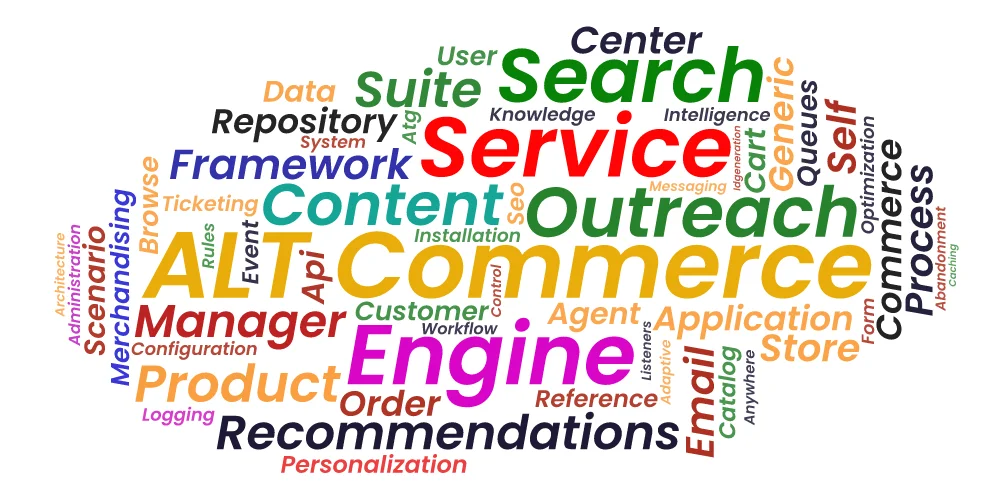 Center
User
Search
Suite
Data
Generic
Queues
Self
Repository
Atg
Knowledge
Intelligence
System
Service
Idgeneration
Cart
Optimization
Framework
Commerce
Process
Browse
Ticketing
Content
Seo
Messaging
Outreach
Merchandising
Rules
Event
Installation
ALT Commerce
Architecture
Administration
Scenario
Api
Control
Abandonment
Caching
Manager
Customer
Workflow
Agent
Application
Form
Configuration
Engine
Listeners
Adaptive
Store
Product
Order
Reference
Email
Catalog
Anywhere
Logging
Recommendations
Personalization